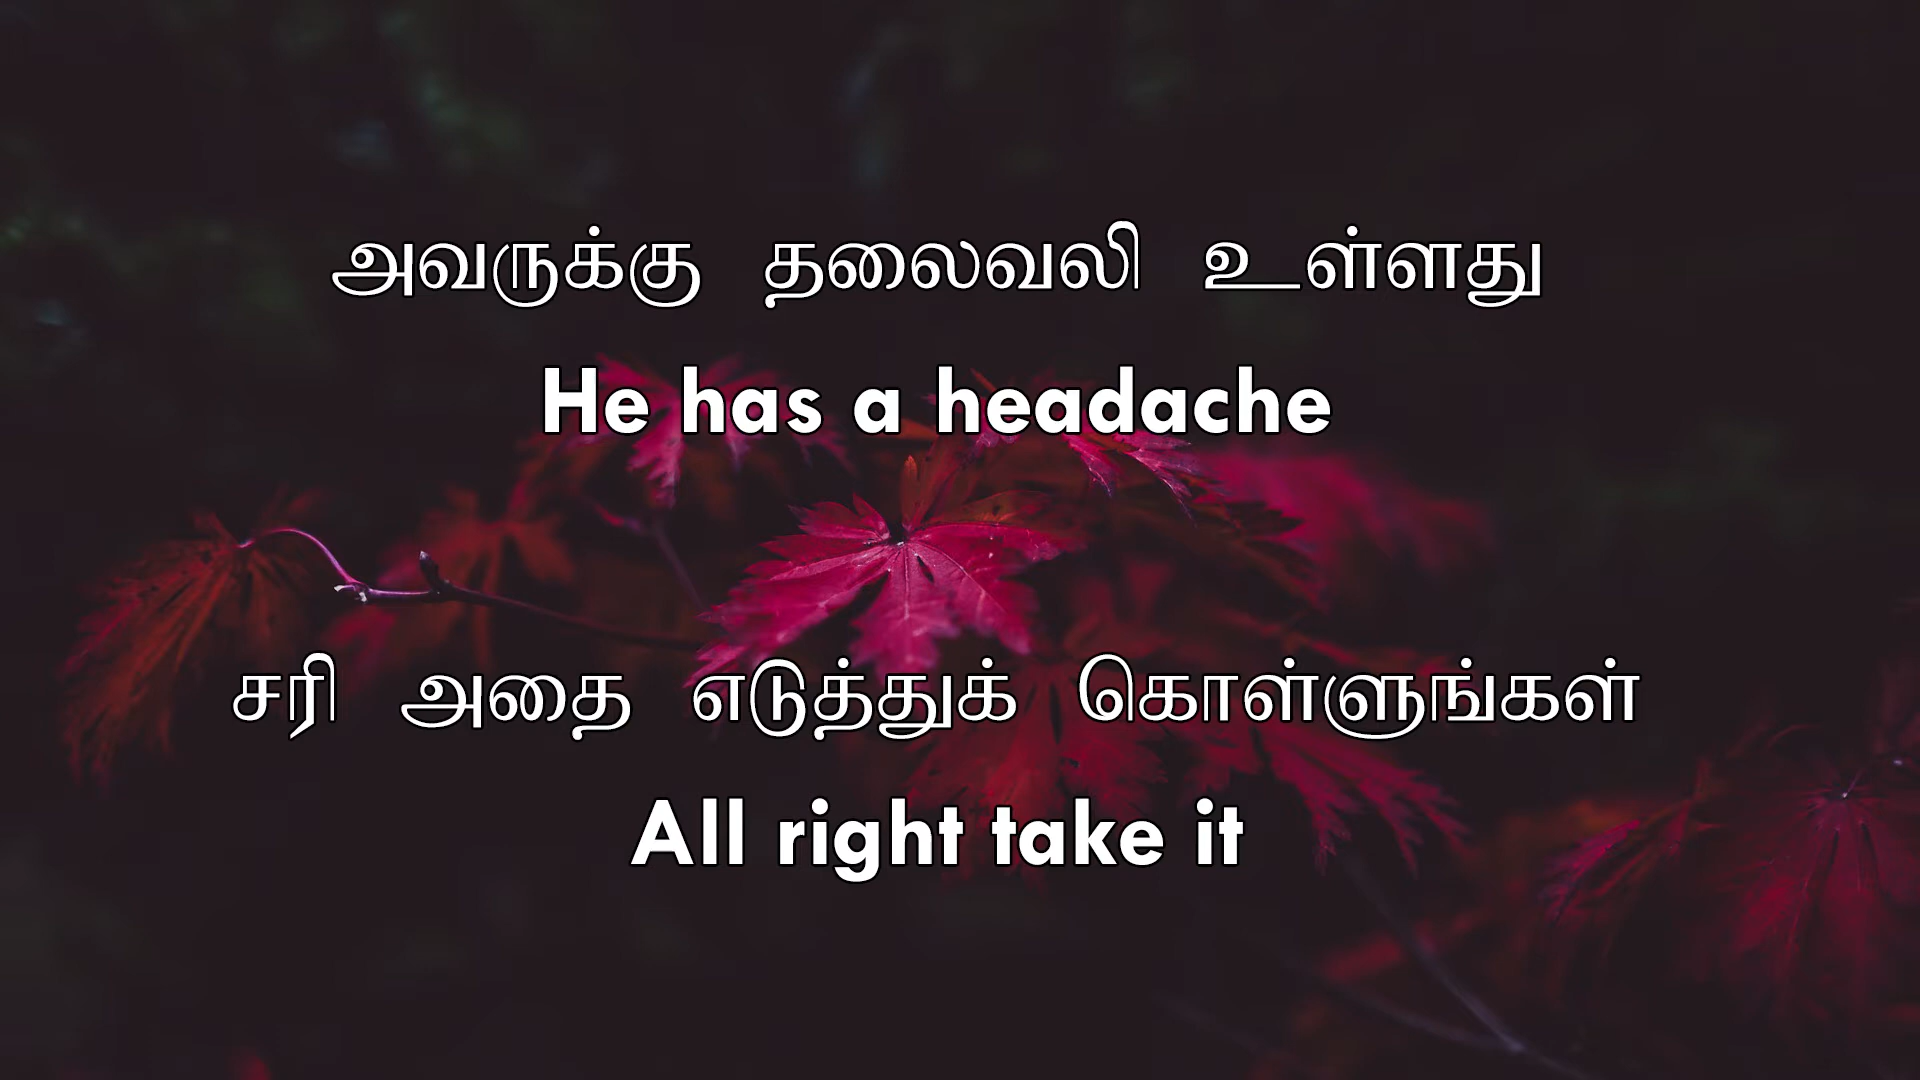 அவருக்கு தலைவலி உள்ளது
He has a headache
சரி அதை எடுத்துக் கொள்ளுங்கள்
All right take it